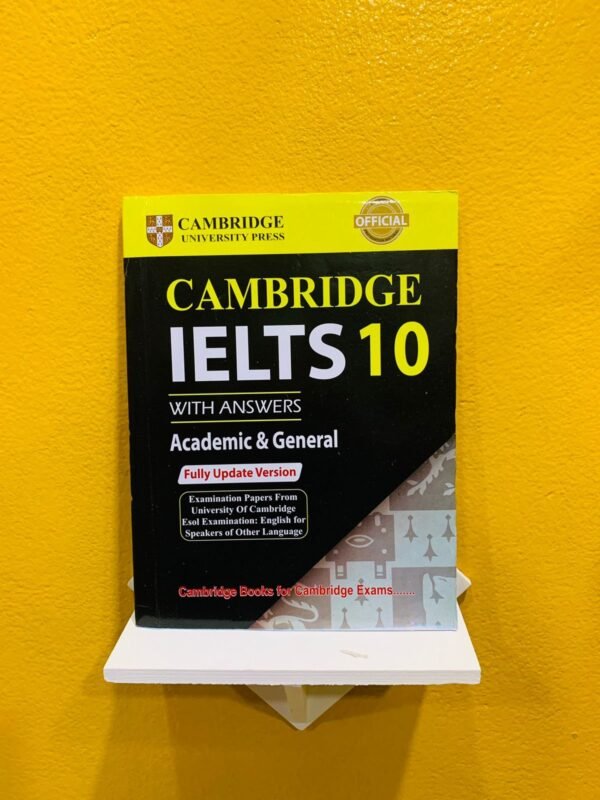 CAMBRIDGE
UNIVERSITY PRESS
OFFICIAL
CAMBRIDGE
IELTS 10
WITH ANSWERS
Academic & General
Fully Update Version
Examination Papers From
University Of Cambridge
Esol Examination: English for
Speakers of Other Language
Cambridge Books for Cambridge Exams.......